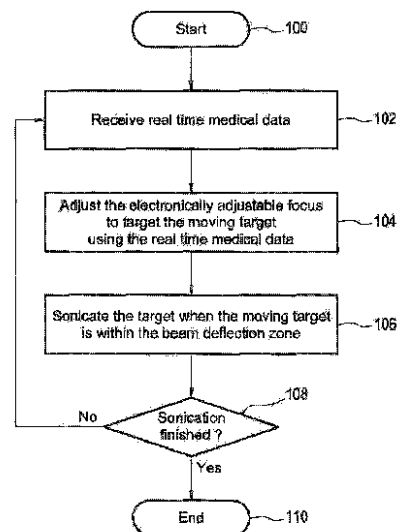 Start
100
Receive real time medical data
102
Adjust the electronically adjustable focus
to target the moving target
using the real time medical data
104
Sonicate the target when the moving target
is within the beam deflection zone
106
108
Sonication
finished ?
No
Yes
End
110